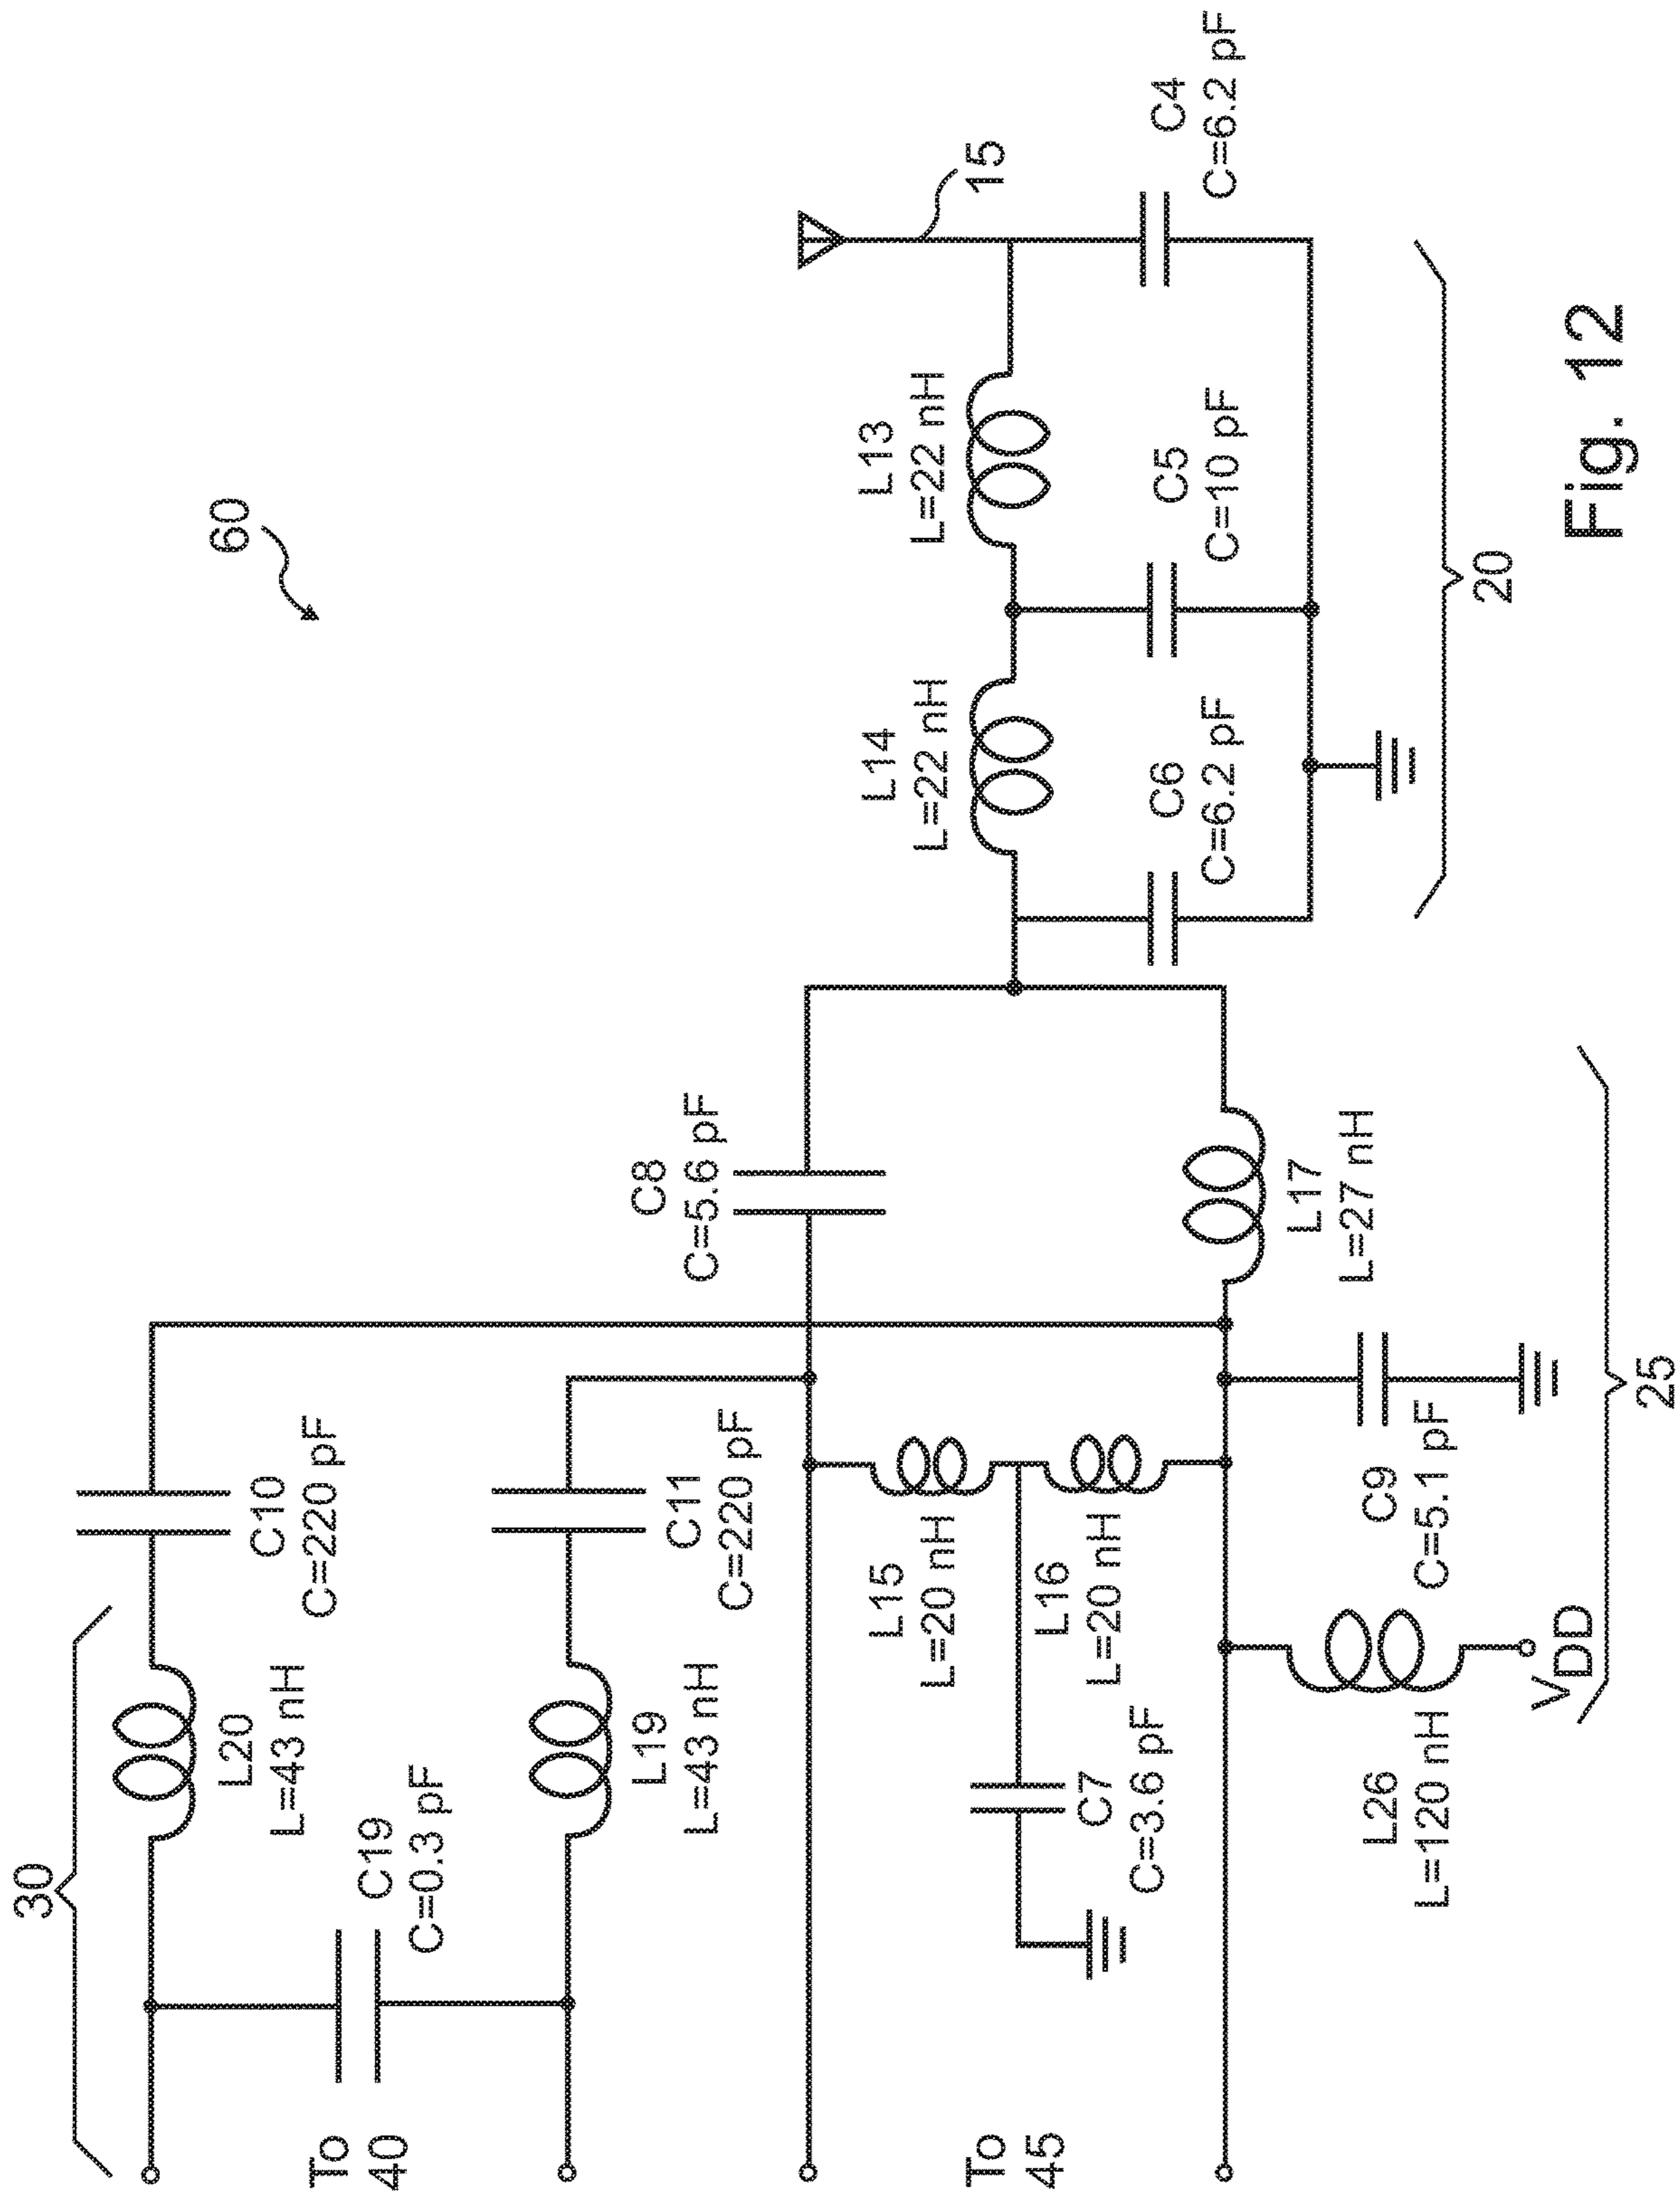 60
30
L20
L=43 nH
C10
C=220 pF
C19
C=0.3 pF
L19
L=43 nH
C11
C=220 pF
To
40
C8
C=5.6 pF
L14
L=22 nH
L13
L=22 nH
15
C6
C=6.2 pF
C5
C=10 pF
C4
C=6.2 pF
20
L15
L=20 nH
L16
L=20 nH
C7
C=3.6 pF
To
45
L17
L=27 nH
C9
C=5.1 pF
L26
L=120 nH
VDD
25
Fig. 12